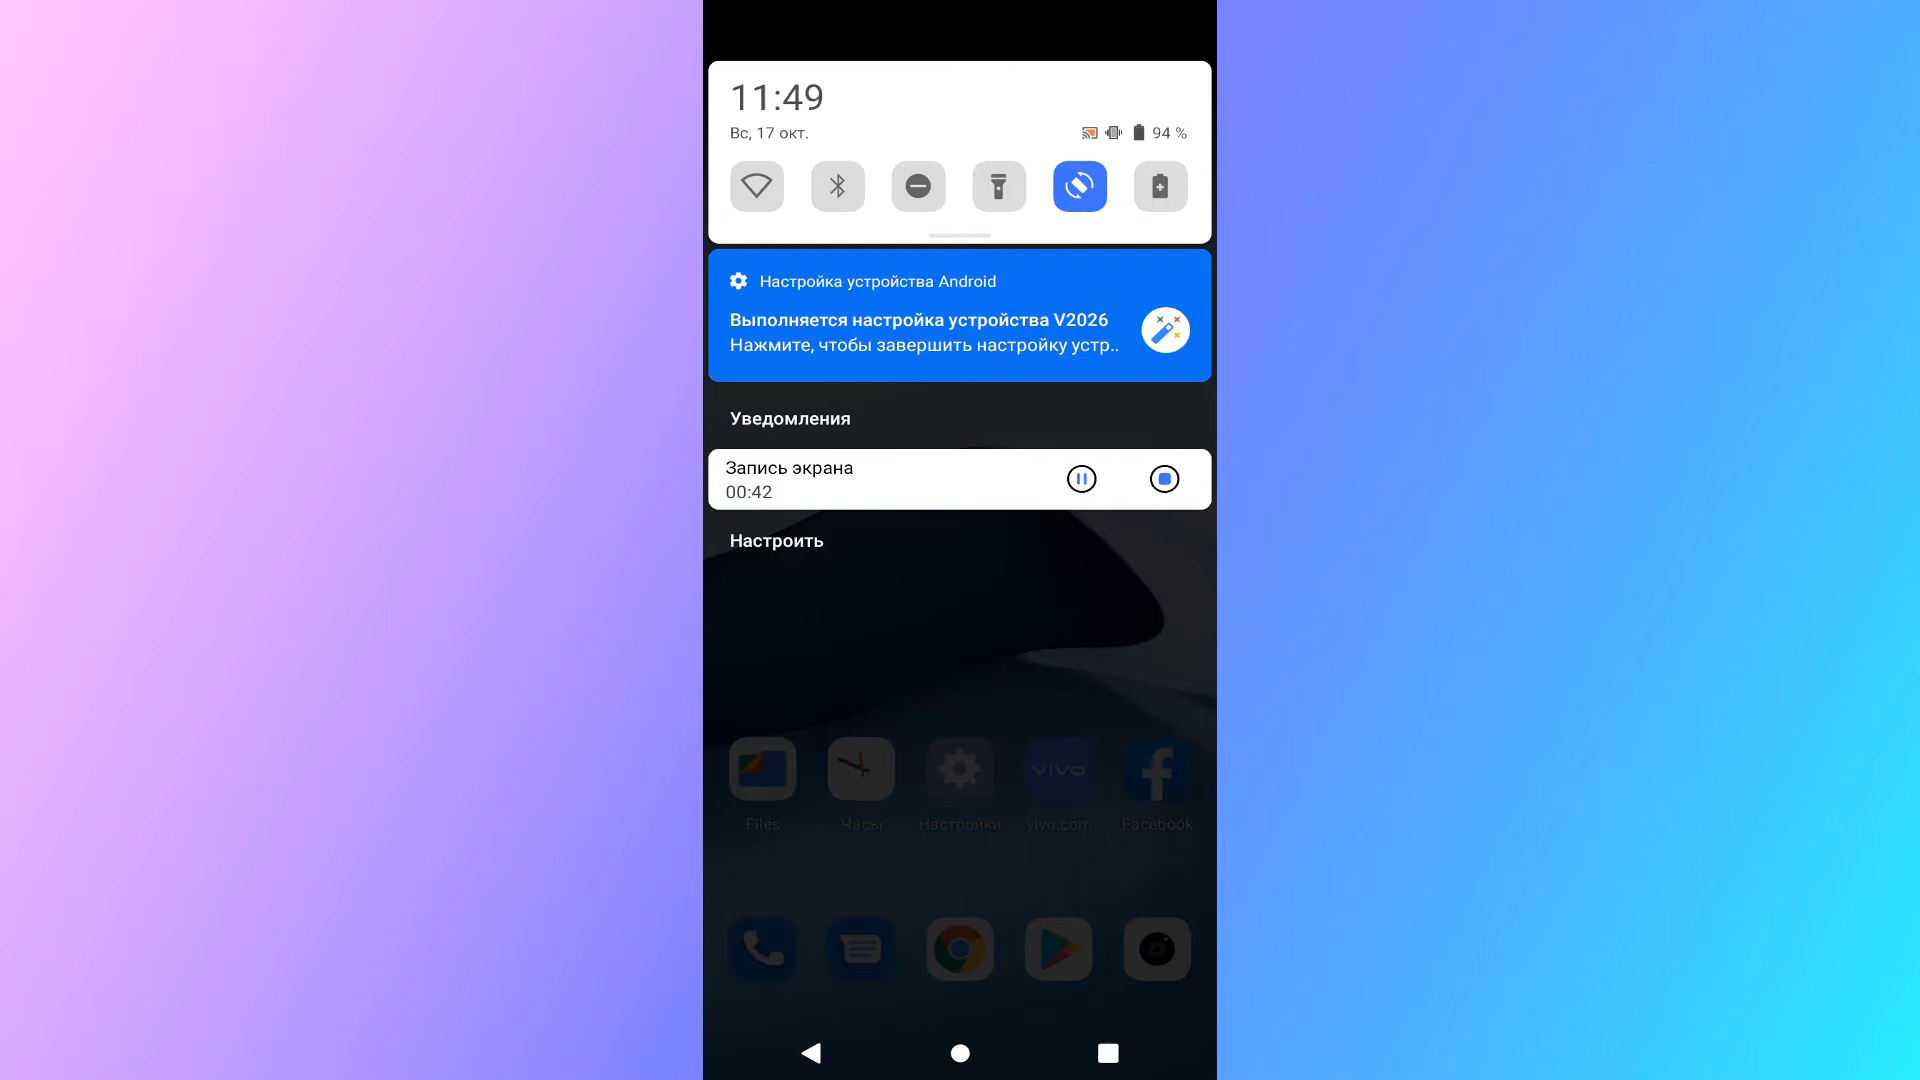 11:49
Вс, 17 окт.
94 %
Настройка устройства Android
Выполняется настройка устройства V2026
Нажмите, чтобы завершить настройку устр..
Уведомления
Запись экрана
00:42
Настроить
vivo
Files
Часы
Настройки
vivo.com
Facebook